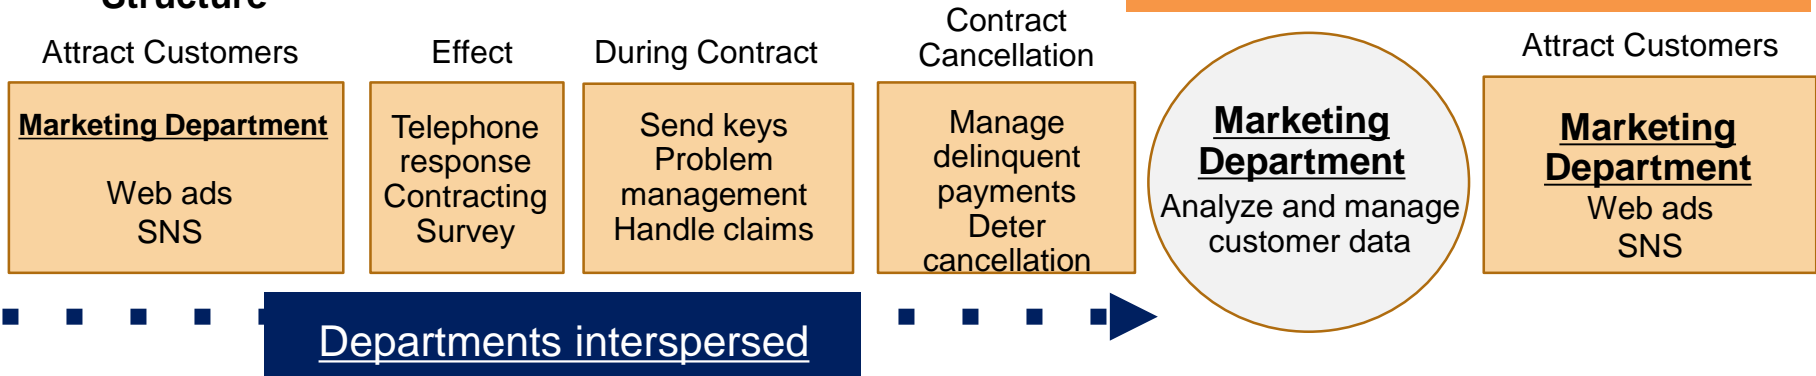 Structure
Attract Customers
Marketing Department
Web ads
SNS
Effect
Telephone
response
Contracting
Survey
During Contract
Send keys
Problem
management
Handle claims
Contract
Cancellation
Manage
delinquent
payments
Deter
cancellation
Marketing
Department
Analyze and manage
customer data
Attract Customers
Marketing
Department
Web ads
SNS
Departments interspersed